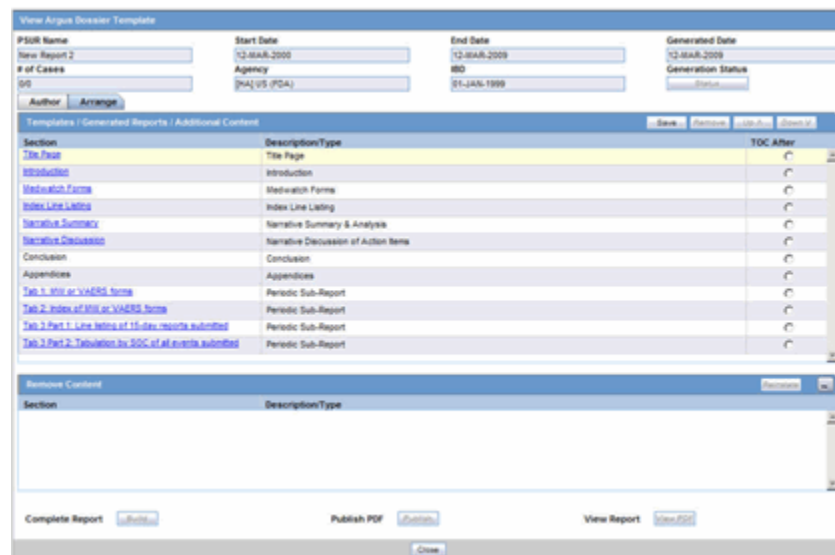 View Argus Dossier Template
PSUR Name Start Date End Date Generated Date
New Report 2 12-MAR-2000 12-MAR-2009 12-MAR-2009
# of Cases Agency IBD Generation Status
0/0 [HA] US (FDA) 01-JAN-1999 Status
Author Arrange
Templates / Generated Reports / Additional Content Save Remove Up Down
Section Description/Type TOC After
Title Page Title Page
Introduction Introduction
Medwatch Forms Medwatch Forms
Index Line Listing Index Line Listing
Narrative Summary Narrative Summary & Analysis
Narrative Discussion Narrative Discussion of Action Items
Conclusion Conclusion
Appendices Appendices
Tab 1: MW or VAERS forms Periodic Sub-Report
Tab 2: Index of MW or VAERS forms Periodic Sub-Report
Tab 3 Part 1: Line listing of 15-day reports submitted Periodic Sub-Report
Tab 3 Part 2: Tabulation by SOC of all events submitted Periodic Sub-Report
Remove Content
Section Description/Type
Complete Report Build... Publish PDF Publish... View Report View PDF
Close